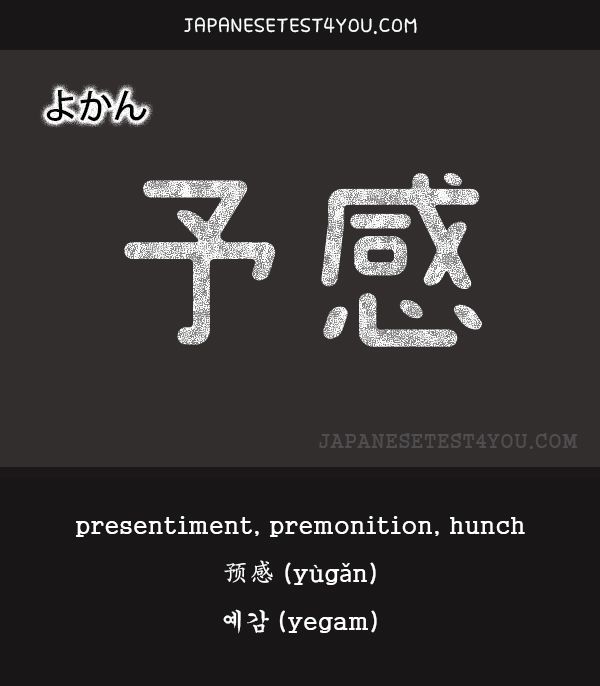 JAPANESETEST4YOU.COM
よかん
予感
JAPANESETEST4YOU.COM
presentiment, premonition, hunch
预感 (yùgǎn)
예감 (yegam)